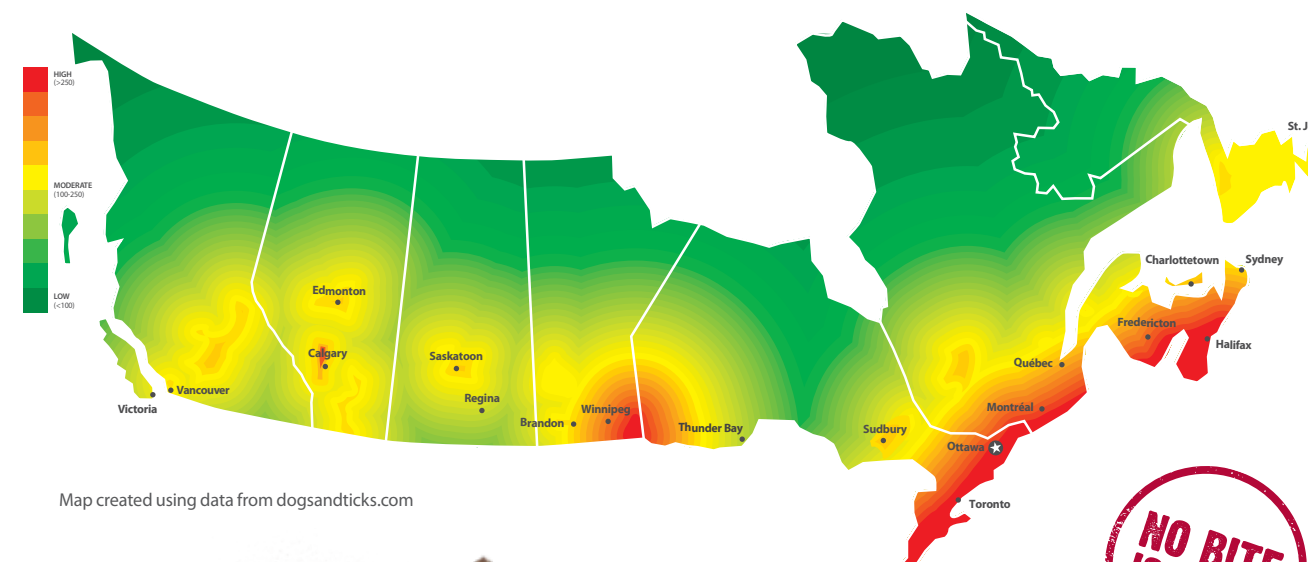 HIGH
(>250)
MODERATE
(100-250)
LOW
(<100)
St. J
Charlottetown
Sydney
Edmonton
Fredericton
Halifax
Calgary
Saskatoon
Québec
Vancouver
Victoria
Regina
Winnipeg
Montréal
Brandon
Thunder Bay
Sudbury
Ottawa
Toronto
Map created using data from dogsandticks.com
NO BITE